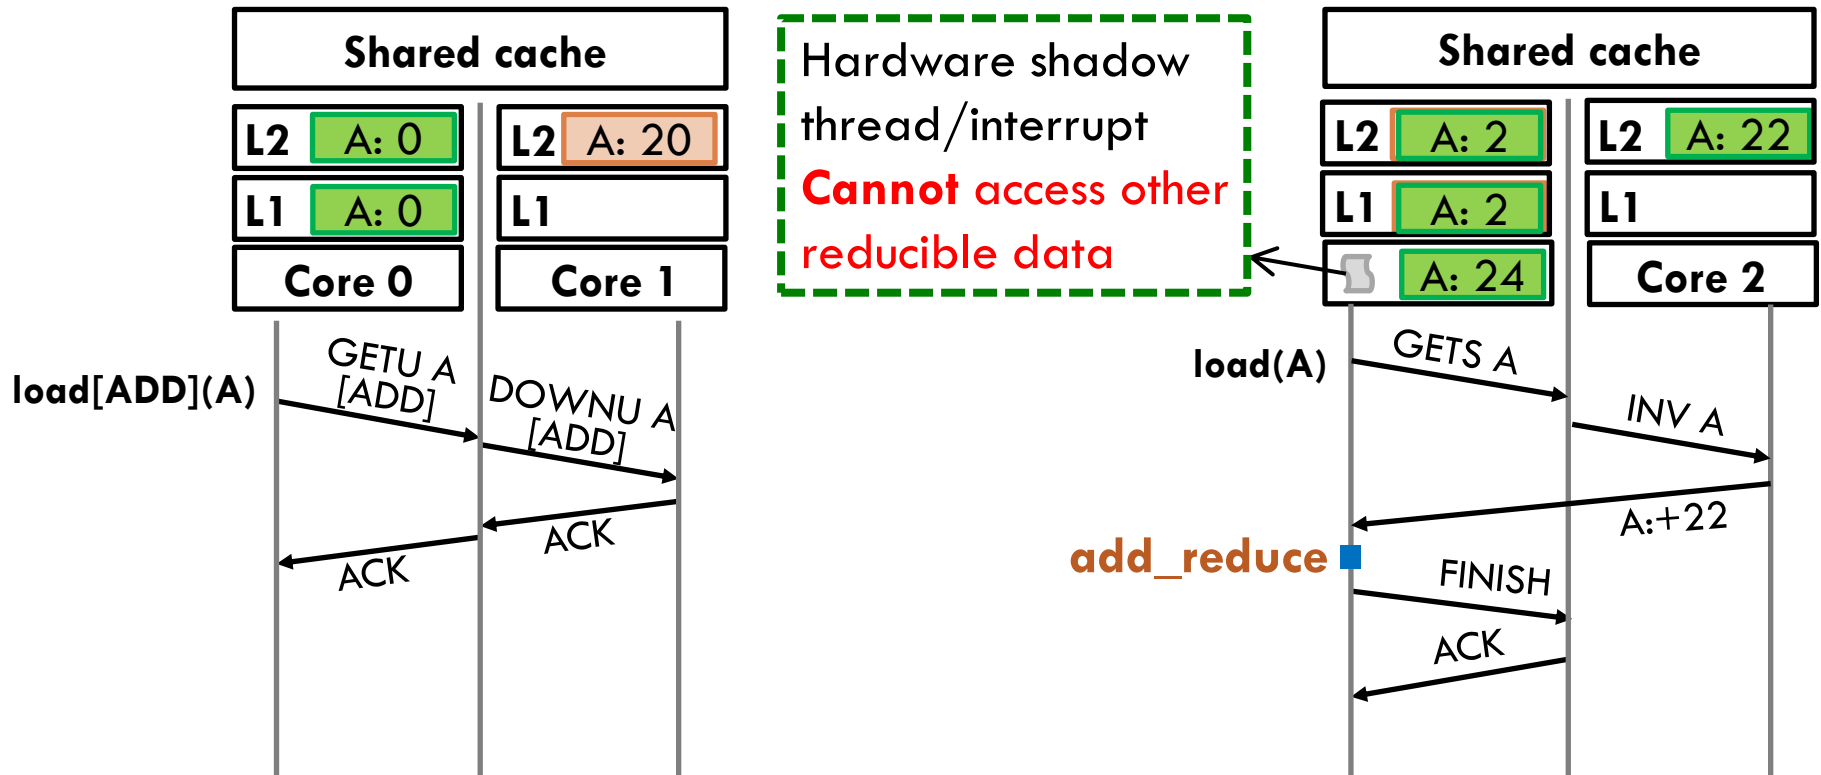 Shared cache
L2 A: 0
L2 A: 20
L1 A: 0
L1
Core 0
Core 1
load[ADD](A)
GETU A
[ADD]
DOWNU A
[ADD]
ACK
ACK
Hardware shadow
thread/interrupt
Cannot access other
reducible data
Shared cache
L2 A: 2
L2 A: 22
L1 A: 2
L1
A: 24
Core 2
load(A)
GETS A
INV A
A:+22
add_reduce
FINISH
ACK